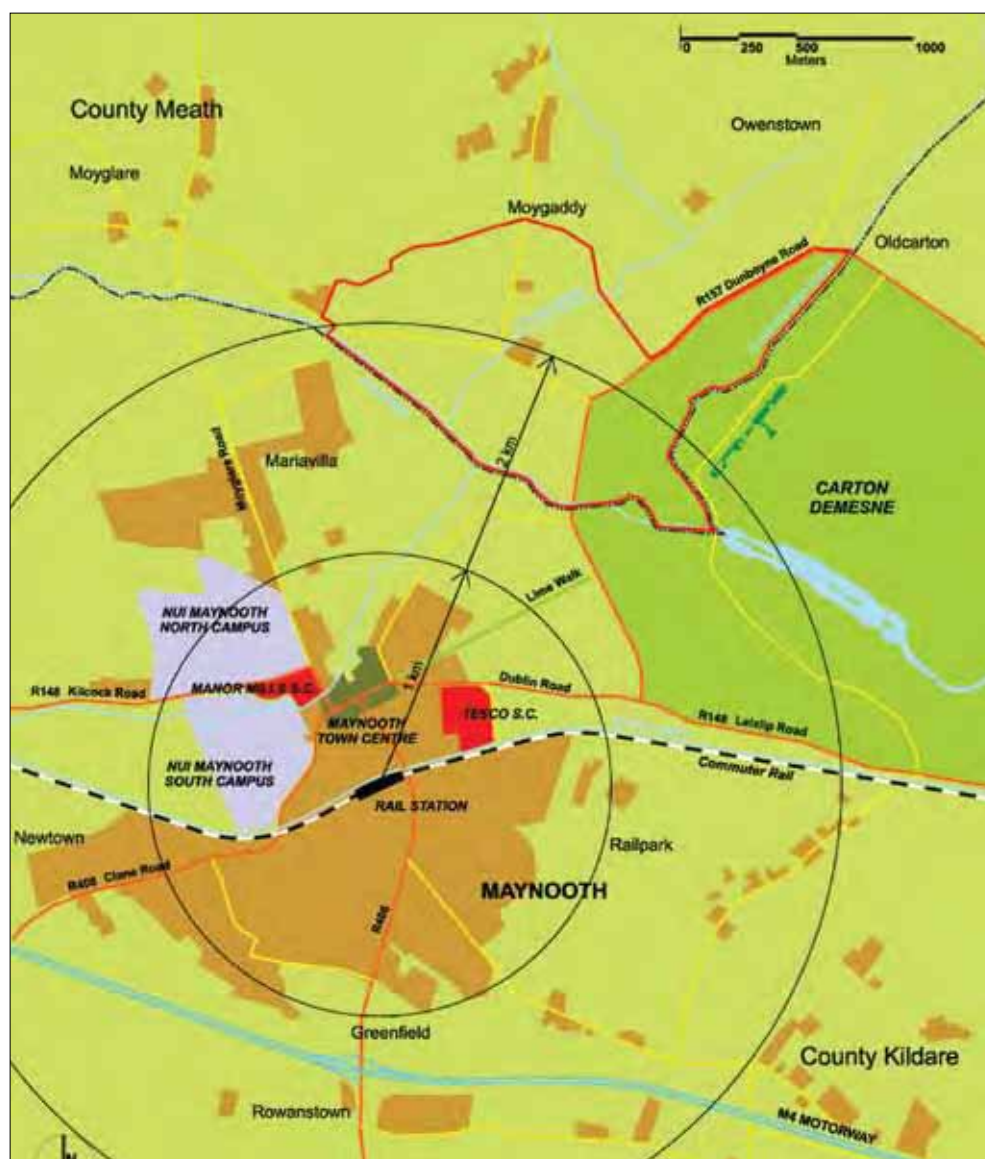 0 250 500 1000
Meters
County Meath
Owenstown
Moyglare
Moygaddy
Oldcarton
R157 Dunboyne Road
Moyglare Road
Mariavilla
2 km
CARTON
DEMESNE
Lime Walk
NUI MAYNOOTH
NORTH CAMPUS
1 km
R148 Kilcock Road
MANOR MILLS S.C.
Dublin Road
MAYNOOTH
TOWN CENTRE
TESCO S.C.
R148 Leixlip Road
NUI MAYNOOTH
SOUTH CAMPUS
Commuter Rail
RAIL STATION
Newtown
Railpark
R408 Clane Road
MAYNOOTH
R406
Greenfield
County Kildare
Rowanstown
M4 MOTORWAY
N